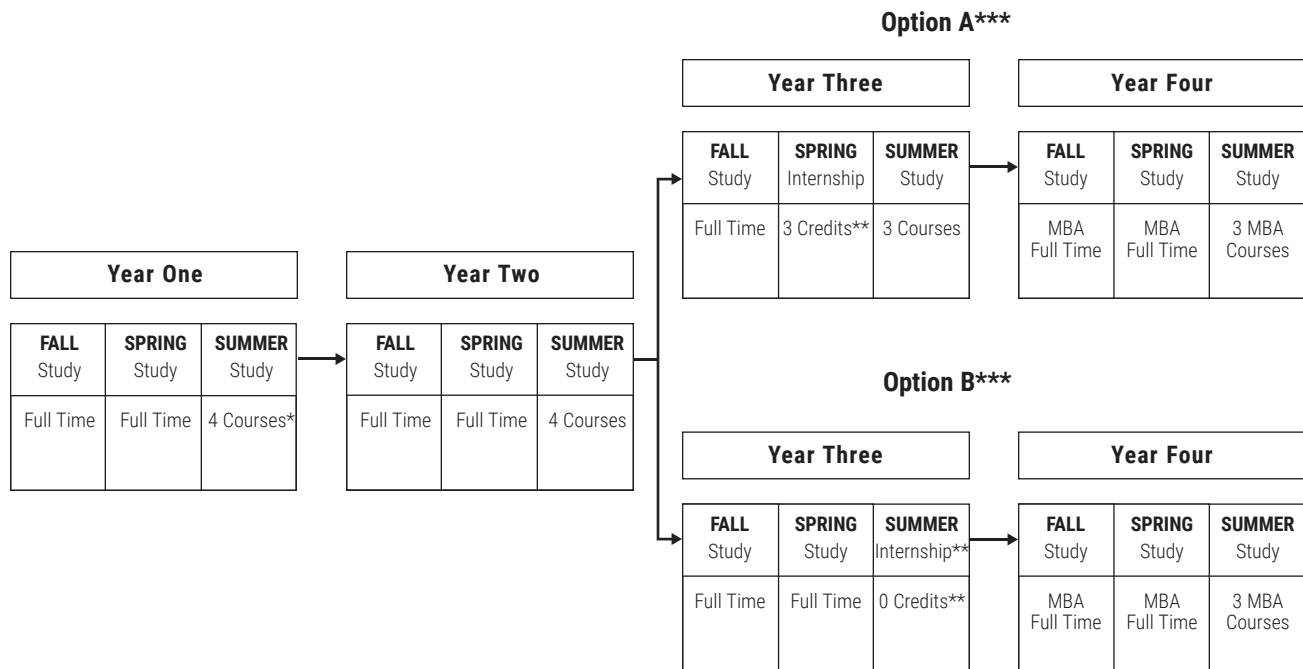 Option A***
Year Three
Year Four
FALL SPRING SUMMER
Study Internship Study
Full Time 3 Credits** 3 Courses
FALL SPRING SUMMER
Study Study Study
MBA MBA 3 MBA
Full Time Full Time Courses
Year One
Year Two
FALL SPRING SUMMER
Study Study Study
Full Time Full Time 4 Courses*
FALL SPRING SUMMER
Study Study Study
Full Time Full Time 4 Courses
Option B***
Year Three
Year Four
FALL SPRING SUMMER
Study Study Internship**
Full Time Full Time 0 Credits**
FALL SPRING SUMMER
Study Study Study
MBA MBA 3 MBA
Full Time Full Time Courses